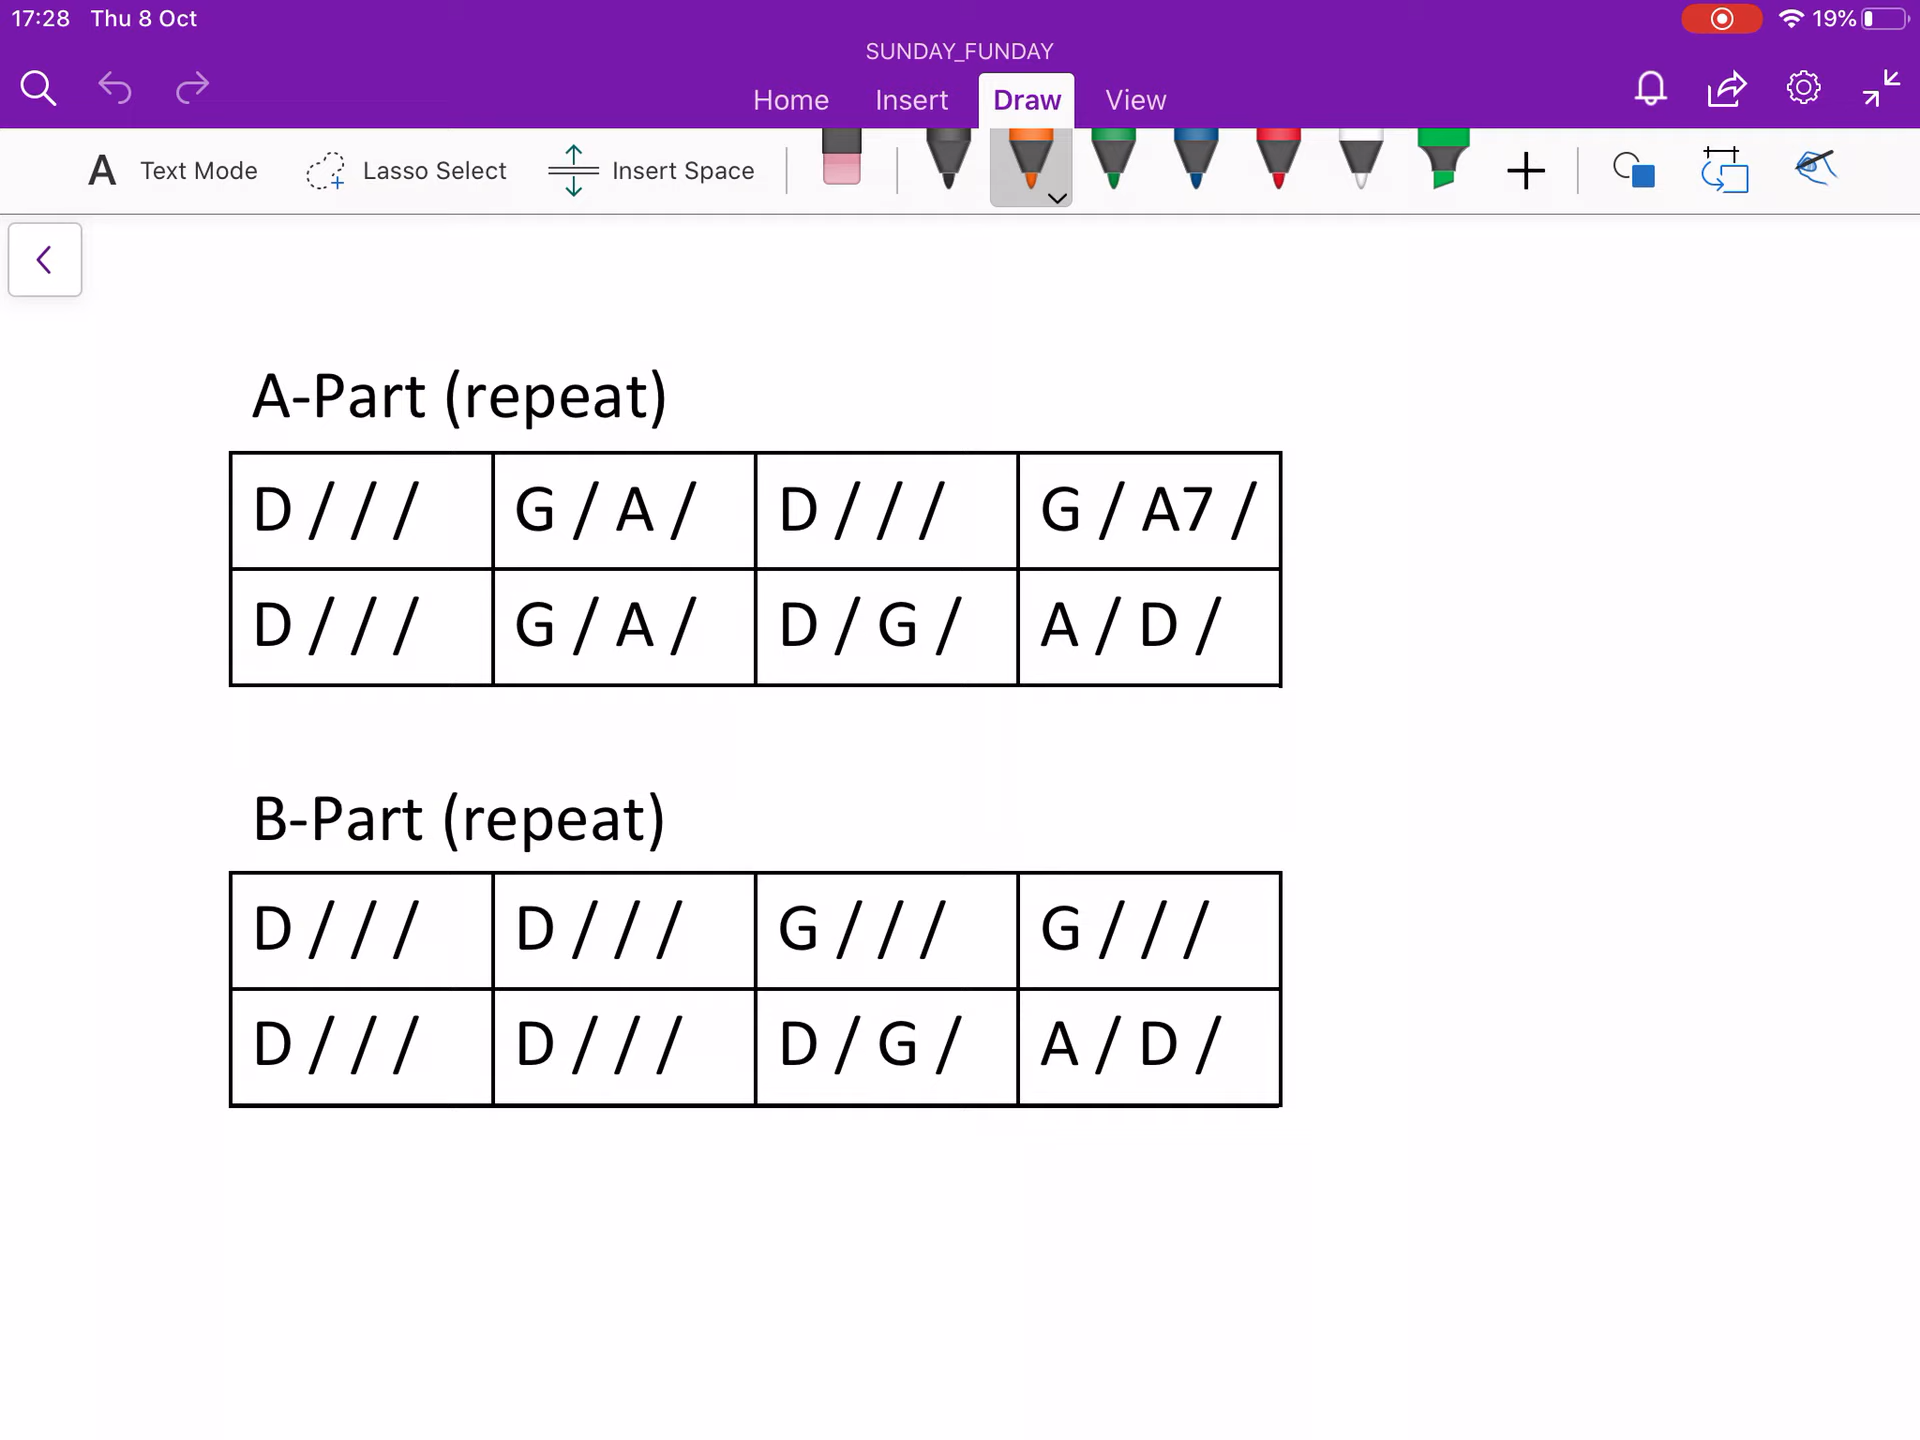 17:28 Thu 8 Oct
19%
SUNDAY_FUNDAY
Home Insert Draw View
A Text Mode Lasso Select Insert Space
A-Part (repeat)
D / / / G / A / D / / / G / A7 /
D / / / G / A / D / G / A / D /
B-Part (repeat)
D / / / D / / / G / / / G / / /
D / / / D / / / D / G / A / D /